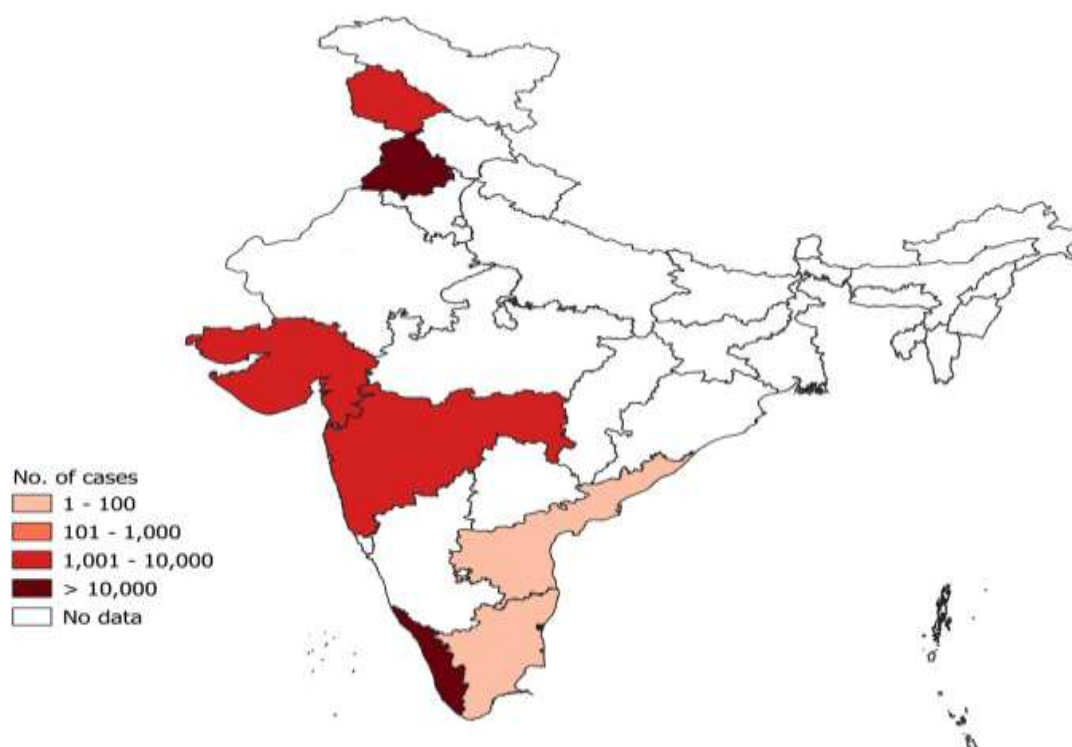 No. of cases
1 - 100
101 - 1,000
1,001 - 10,000
> 10,000
No data